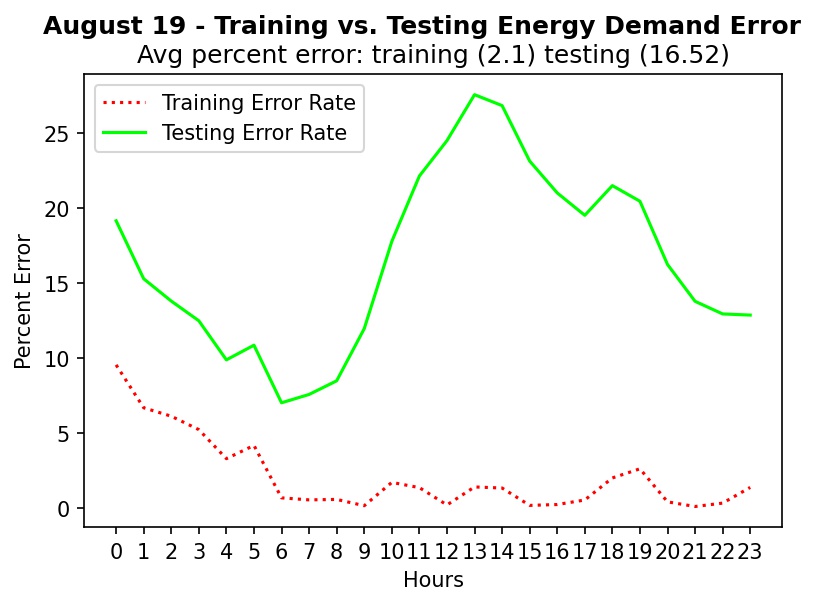 August 19 - Training vs. Testing Energy Demand Error
Avg percent error: training (2.1) testing (16.52)
Training Error Rate
Testing Error Rate
25
20
15
10
5
0
Percent Error
0 1 2 3 4 5 6 7 8 9 10 11 12 13 14 15 16 17 18 19 20 21 22 23
Hours